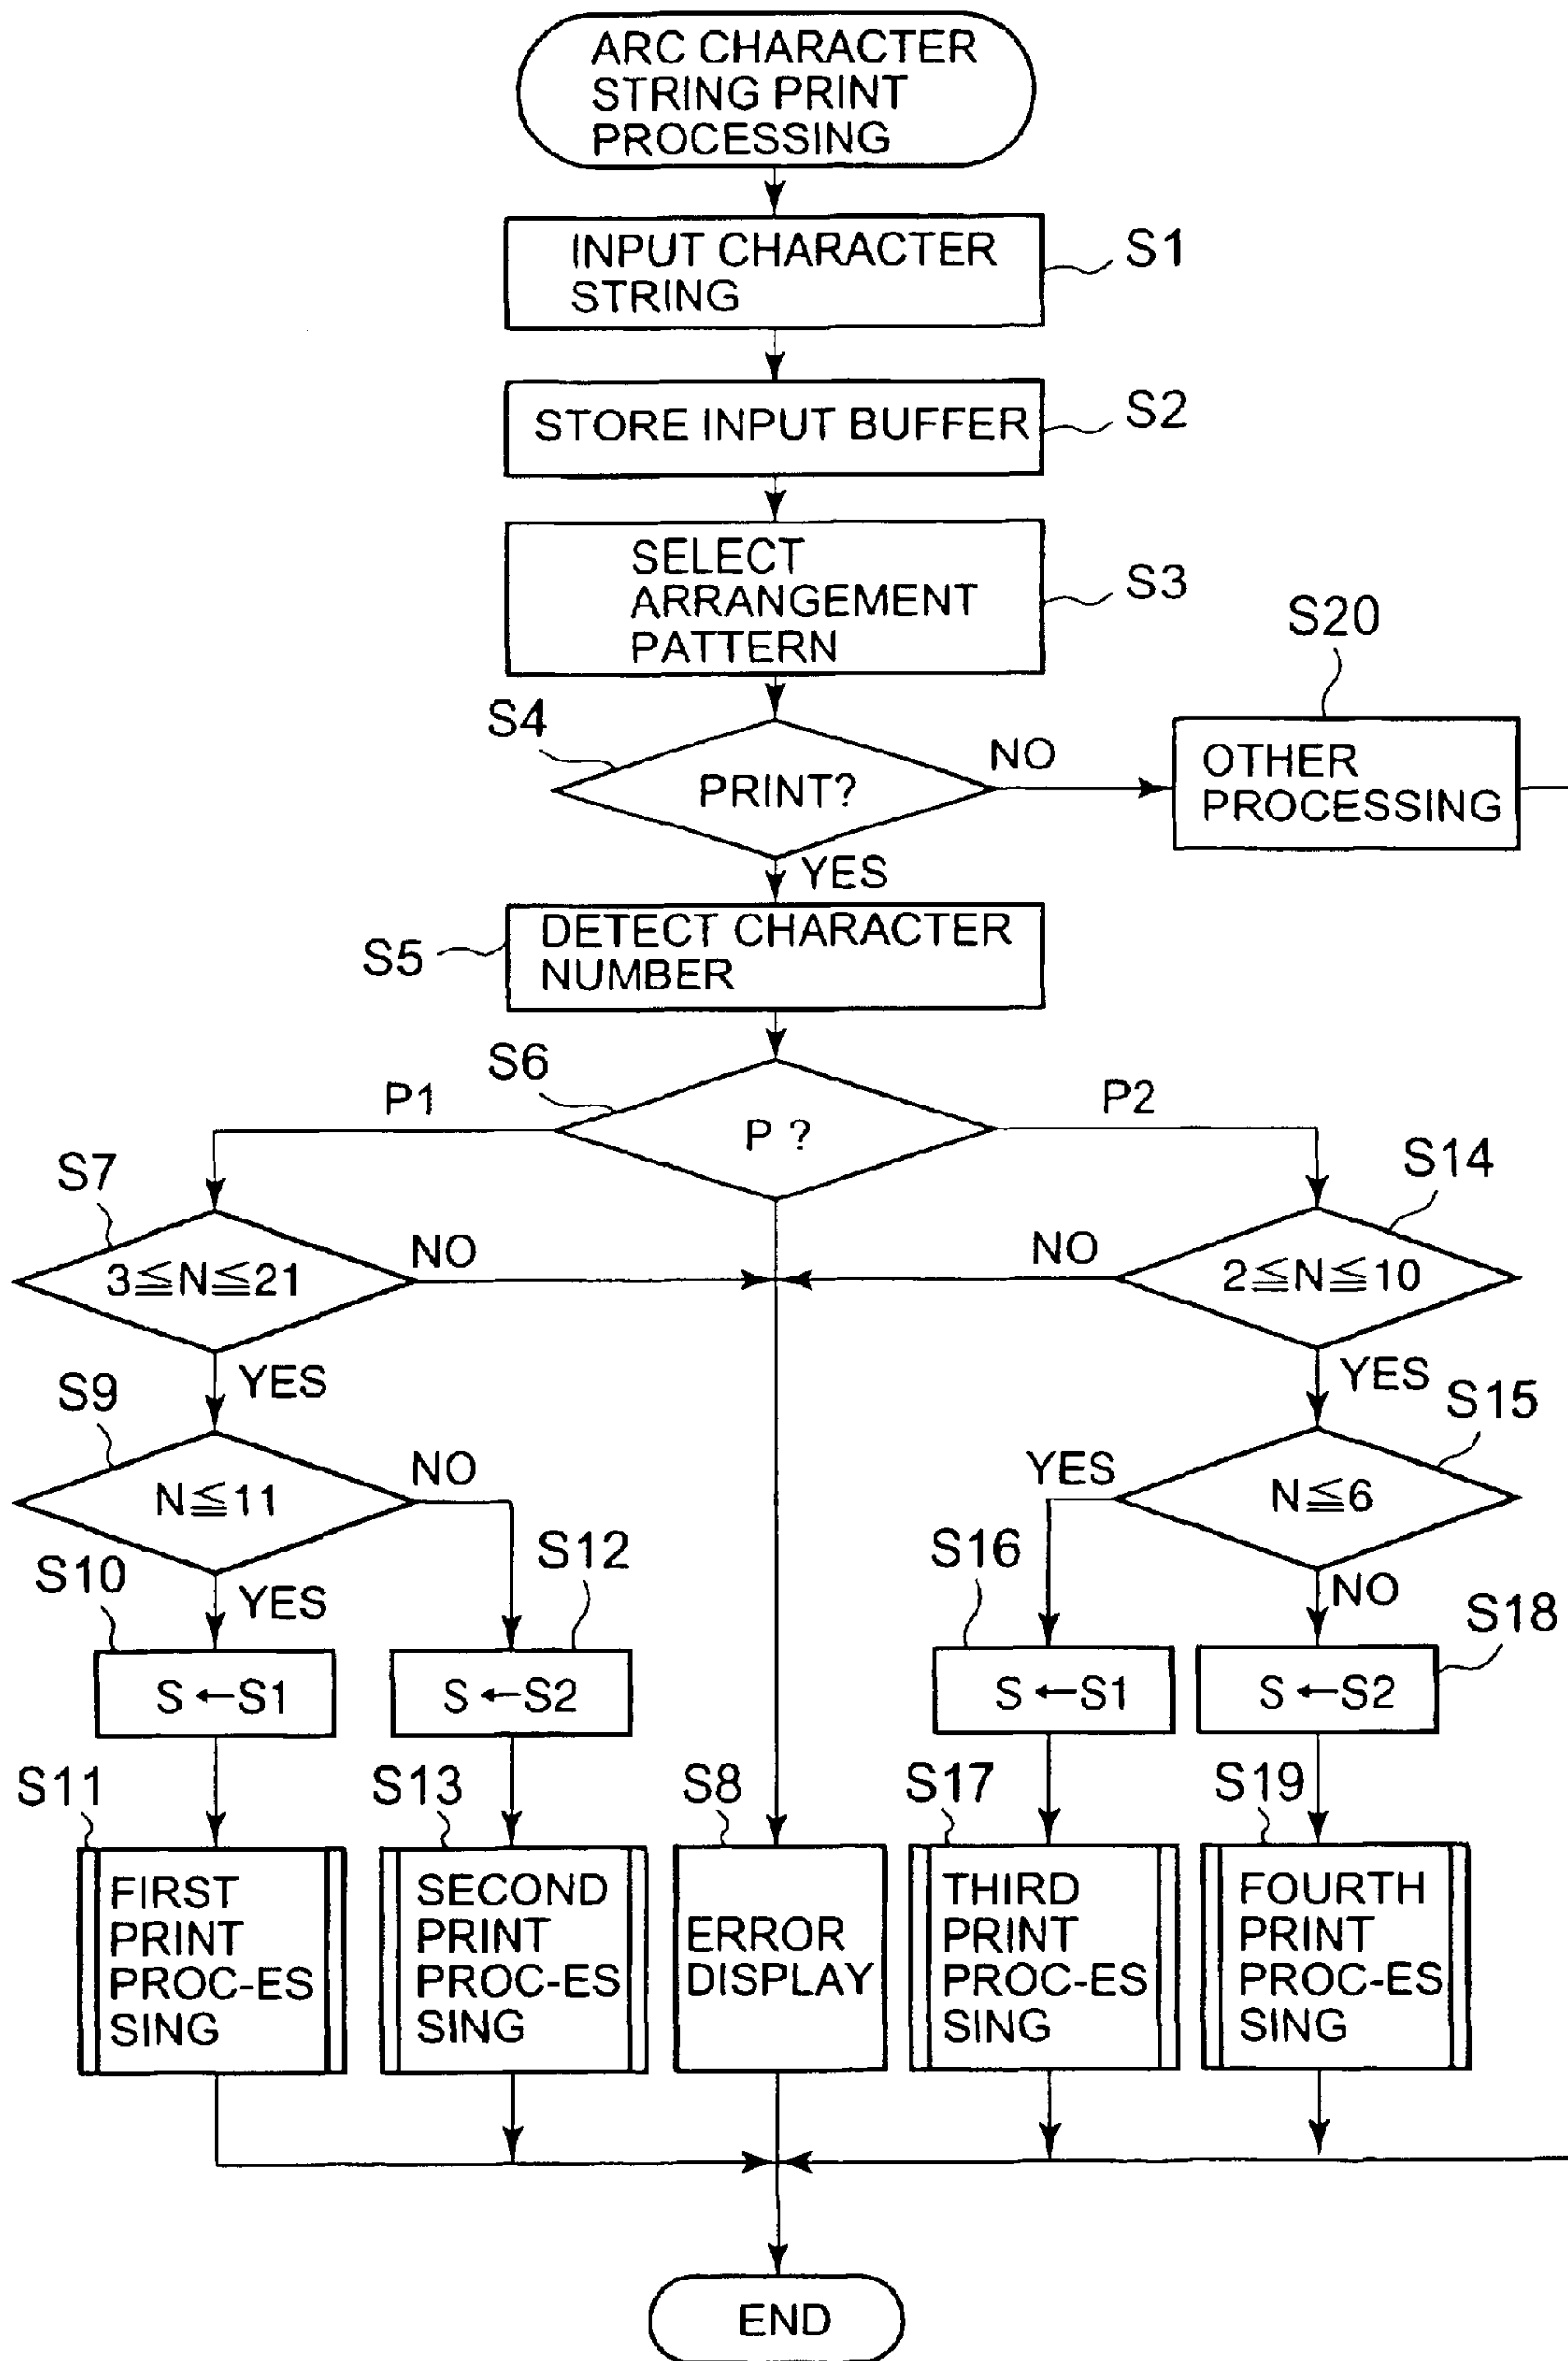 ARC CHARACTER
STRING PRINT
PROCESSING
INPUT CHARACTER
STRING
S1
STORE INPUT BUFFER
S2
SELECT
ARRANGEMENT
PATTERN
S3
S20
S4
PRINT?
NO
OTHER
PROCESSING
YES
S5
DETECT CHARACTER
NUMBER
S6
P1
P ?
P2
S7
S14
3≦N≦21
NO
NO
2≦N≦10
YES
YES
S9
S15
N≦11
NO
YES
N≦6
S10
YES
S12
S16
NO
S18
S←S1
S←S2
S←S1
S←S2
S11
S13
S8
S17
S19
FIRST
PRINT
PROC-ES
SING
SECOND
PRINT
PROC-ES
SING
ERROR
DISPLAY
THIRD
PRINT
PROC-ES
SING
FOURTH
PRINT
PROC-ES
SING
END